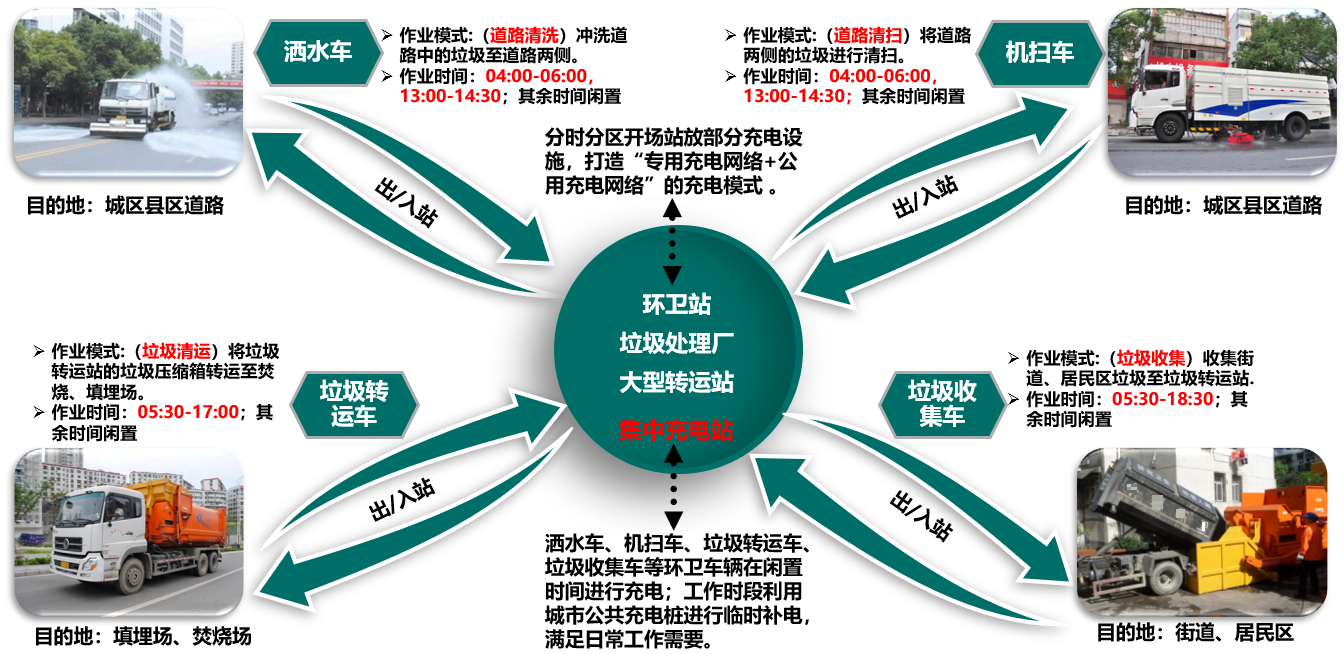 洒水车
➢ 作业模式:（道路清洗）冲洗道
路中的垃圾至道路两侧。
➢ 作业时间：04:00-06:00，
13:00-14:30；其余时间闲置
➢ 作业模式:（道路清扫）将道路
两侧的垃圾进行清扫。
➢ 作业时间：04:00-06:00，
13:00-14:30；其余时间闲置
机扫车
目的地：城区县区道路
出/入站
分时分区开场站放部分充电设
施，打造“专用充电网络+公
用充电网络”的充电模式 。
出/入站
目的地：城区县区道路
环卫站
垃圾处理厂
大型转运站
集中充电站
➢ 作业模式:（垃圾清运）将垃圾
转运站的垃圾压缩箱转运至焚
烧、填埋场。
➢ 作业时间：05:30-17:00；其
余时间闲置
垃圾转
运车
垃圾收
集车
➢ 作业模式:（垃圾收集）收集街
道、居民区垃圾至垃圾转运站.
➢ 作业时间：05:30-18:30；其
余时间闲置
出/入站
出/入站
洒水车、机扫车、垃圾转运车、
垃圾收集车等环卫车辆在闲置
时间进行充电；工作时段利用
城市公共充电桩进行临时补电，
满足日常工作需要。
目的地：填埋场、焚烧场
目的地：街道、居民区